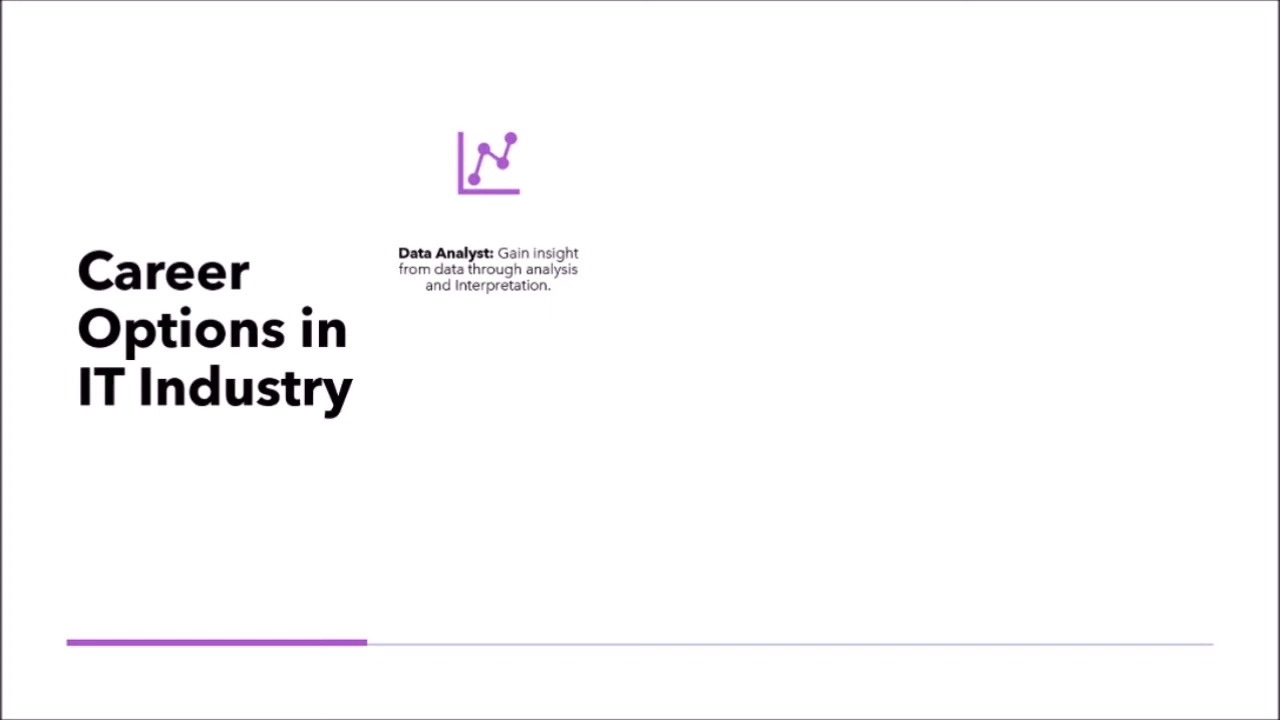 Career
Options in
IT Industry
Data Analyst: Gain insight
from data through analysis
and Interpretation.